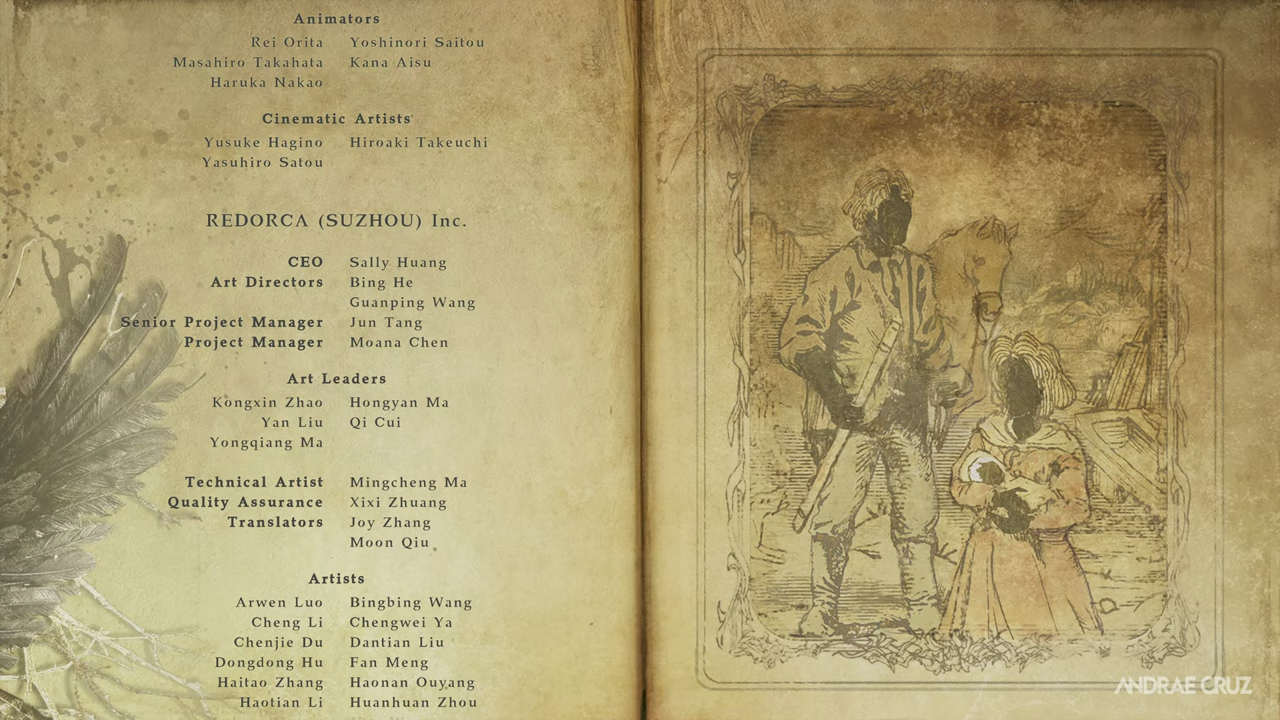 Animators
Rei Orita Yoshinori Saitou
Masahiro Takahata Kana Aisu
Haruka Nakao
Cinematic Artists
Yusuke Hagino Hiroaki Takeuchi
Yasuhiro Satou
REDORCA (SUZHOU) Inc.
CEO Sally Huang
Art Directors Bing He
Guanping Wang
Senior Project Manager Jun Tang
Project Manager Moana Chen
Art Leaders
Kongxin Zhao Hongyan Ma
Yan Liu Qi Cui
Yongqiang Ma
Technical Artist Mingcheng Ma
Quality Assurance Xixi Zhuang
Translators Joy Zhang
Moon Qiu
Artists
Arwen Luo Bingbing Wang
Cheng Li Chengwei Ya
Chenjie Du Dantian Liu
Dongdong Hu Fan Meng
Haitao Zhang Haonan Ouyang
Haotian Li Huanhuan Zhou
ANDRAE CRUZ